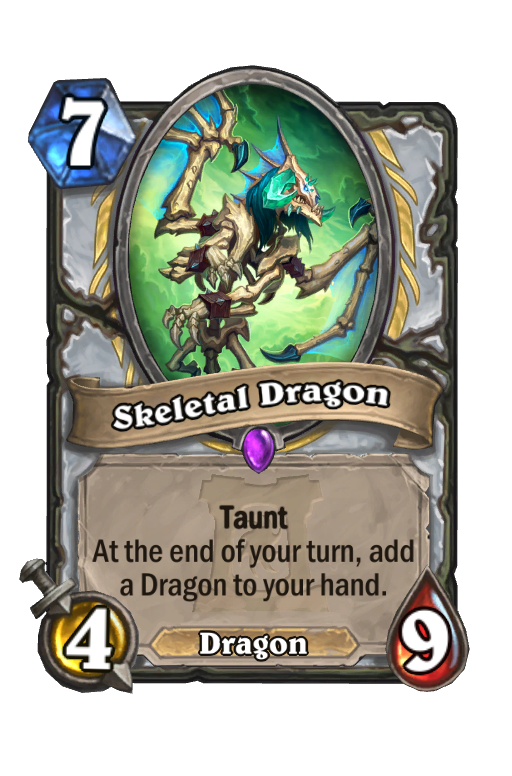 7
Skeletal Dragon
Taunt
At the end of your turn, add
a Dragon to your hand.
4
Dragon
9